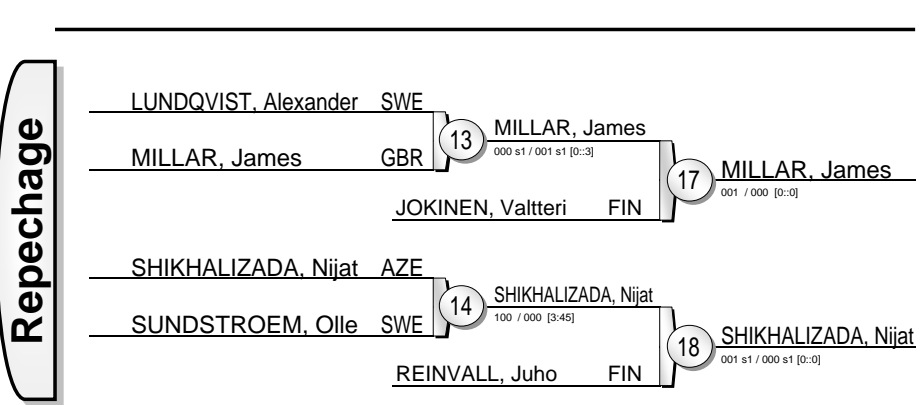 Repechage
LUNDQVIST, Alexander SWE
MILLAR, James GBR
13
MILLAR, James
000 s1 / 001 s1 [0::3]
JOKINEN, Valtteri FIN
17
MILLAR, James
001 / 000 [0::0]
SHIKHALIZADA, Nijat AZE
SUNDSTROEM, Olle SWE
14
SHIKHALIZADA, Nijat
100 / 000 [3:45]
REINVALL, Juho FIN
18
SHIKHALIZADA, Nijat
001 s1 / 000 s1 [0::0]